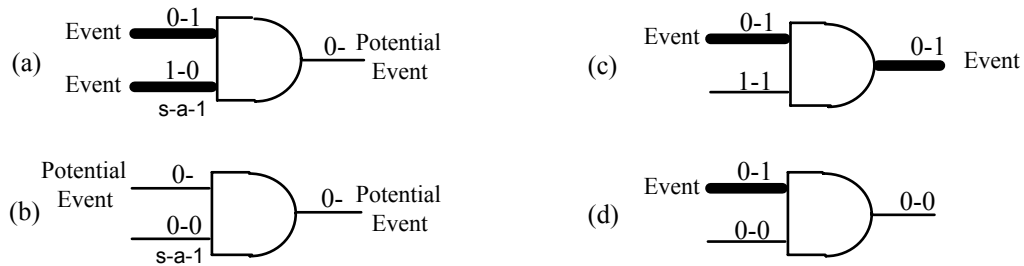 (a)
Event
0-1
Event
1-0
s-a-1
0-
Potential
Event
(b)
Potential
Event
0-
0-0
s-a-1
0-
Potential
Event
(c)
Event
0-1
1-1
0-1
Event
(d)
Event
0-1
0-0
0-0